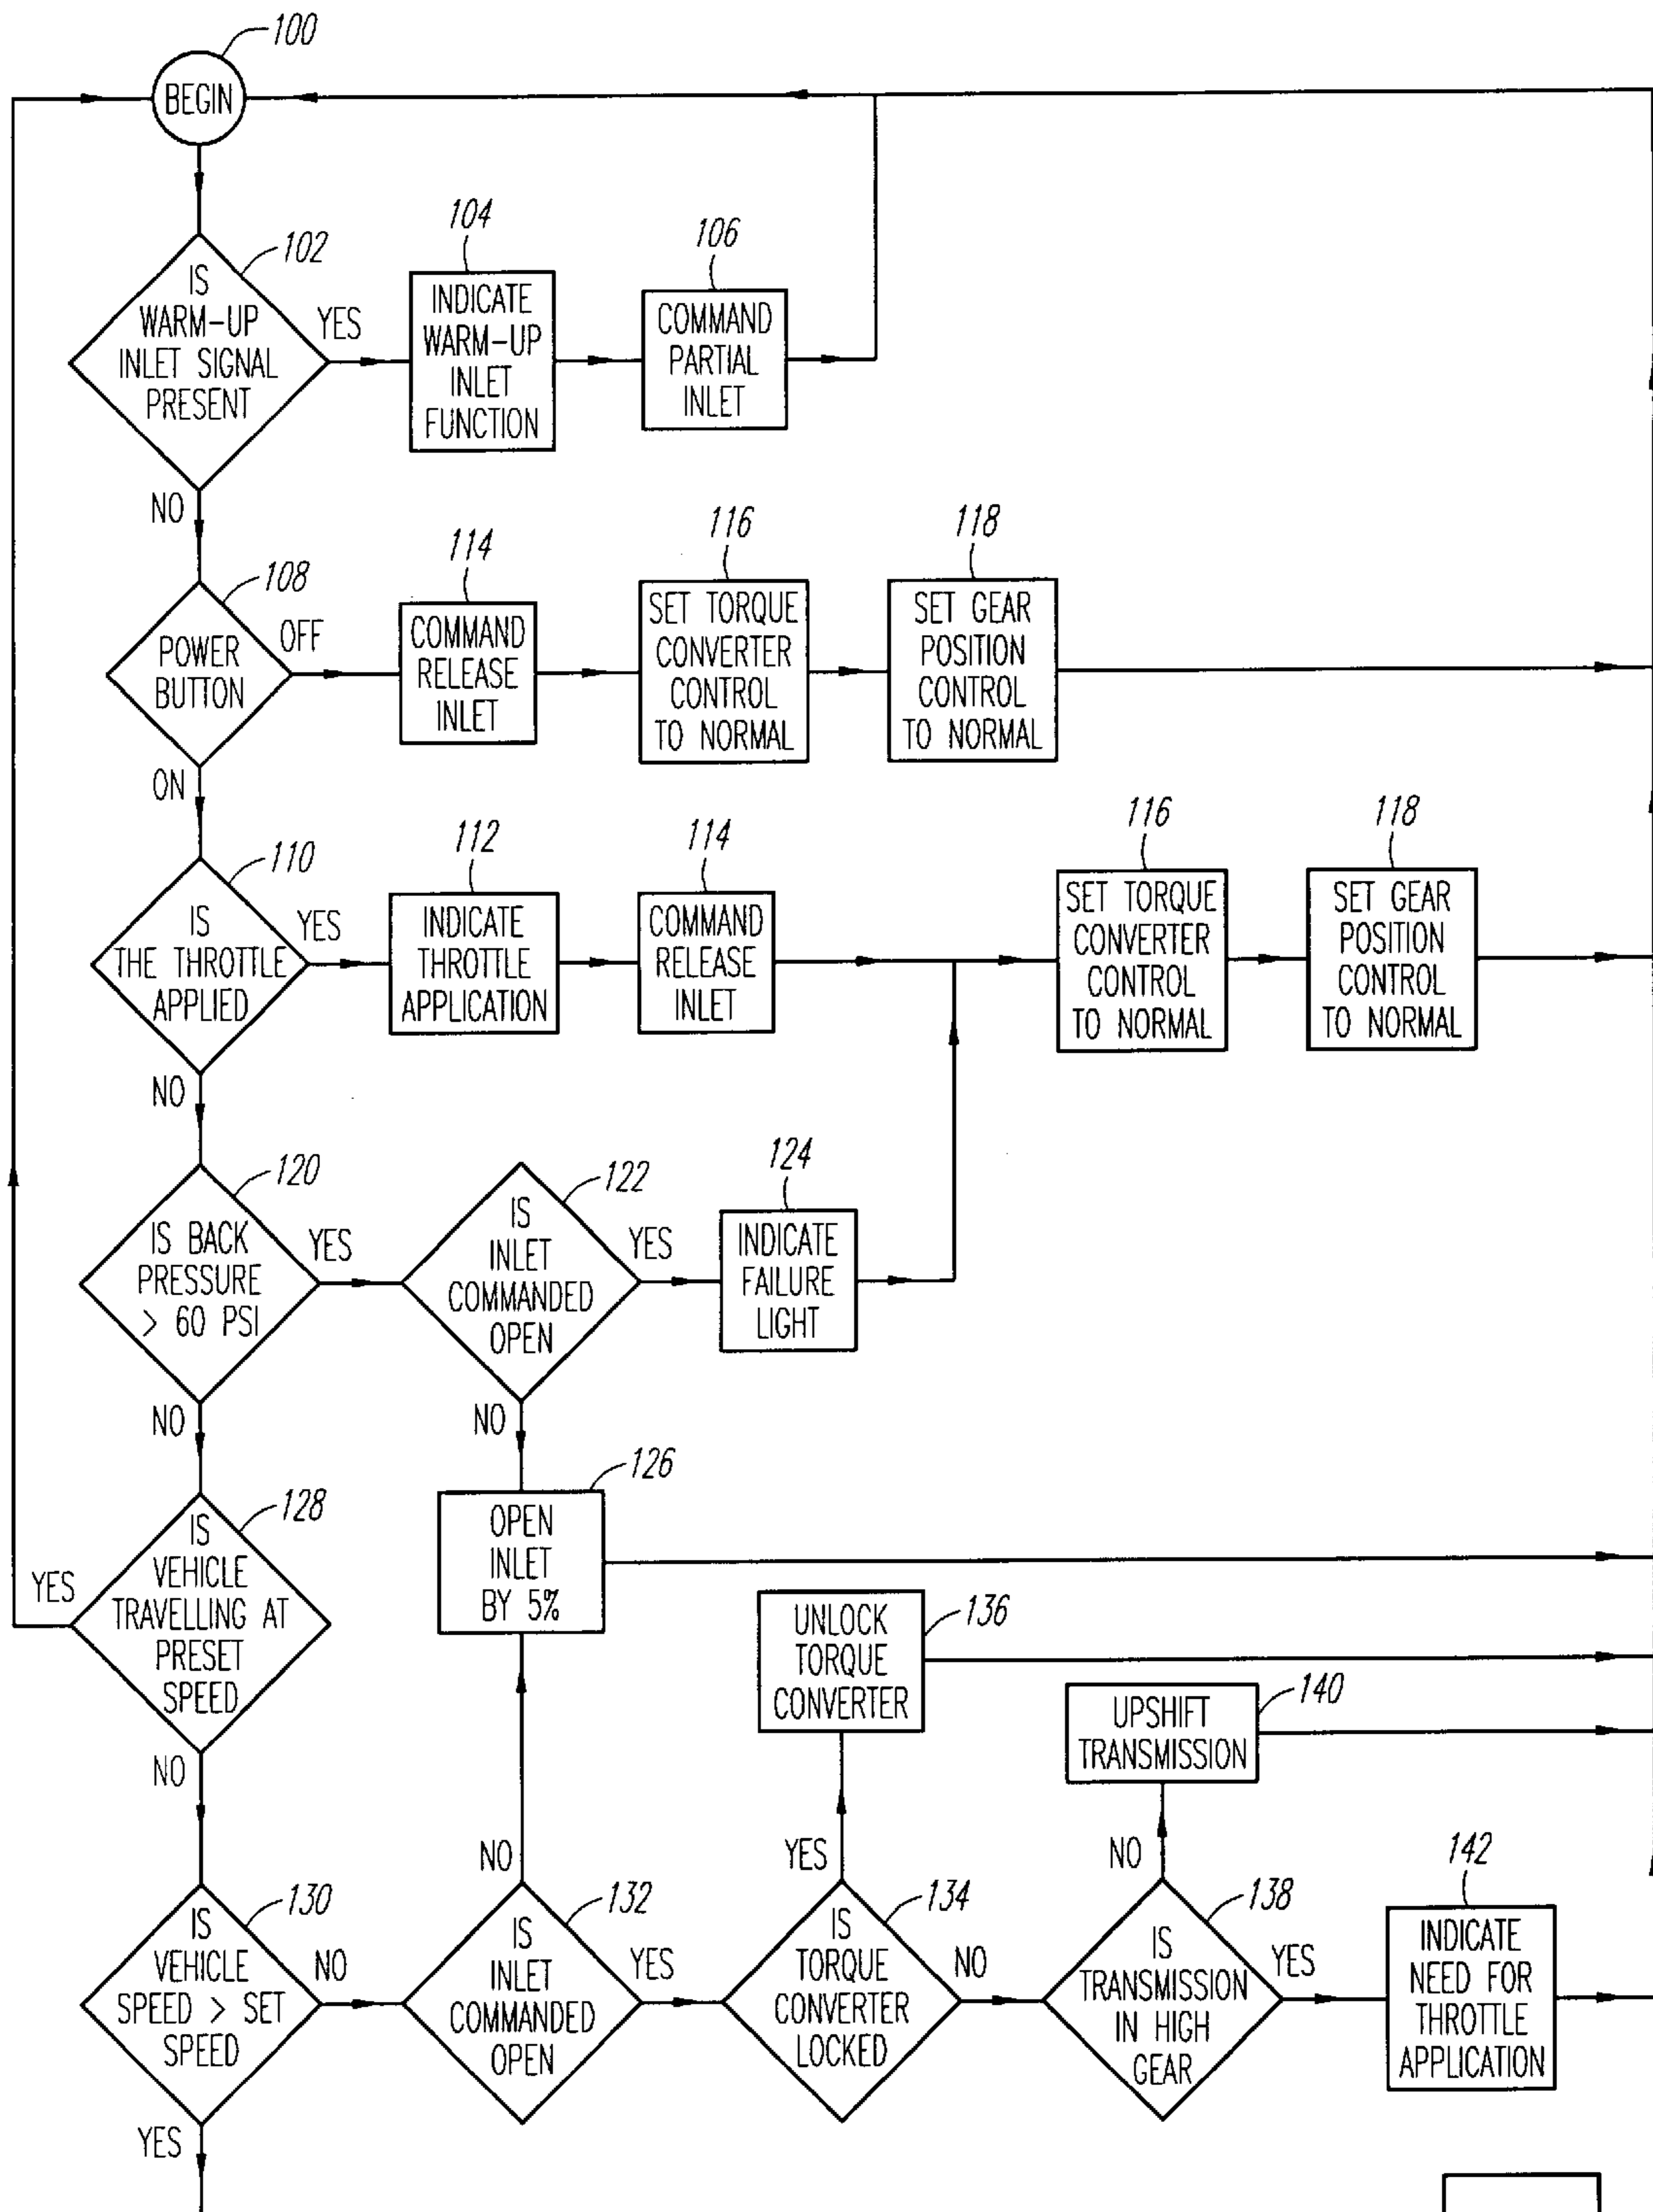 100
BEGIN
102
IS
WARM-UP
INLET SIGNAL
PRESENT
YES
NO
104
INDICATE
WARM-UP
INLET
FUNCTION
106
COMMAND
PARTIAL
INLET
108
POWER
BUTTON
OFF
ON
114
COMMAND
RELEASE
INLET
116
SET TORQUE
CONVERTER
CONTROL
TO NORMAL
118
SET GEAR
POSITION
CONTROL
TO NORMAL
110
IS
THE THROTTLE
APPLIED
YES
NO
112
INDICATE
THROTTLE
APPLICATION
114
COMMAND
RELEASE
INLET
116
SET TORQUE
CONVERTER
CONTROL
TO NORMAL
118
SET GEAR
POSITION
CONTROL
TO NORMAL
120
IS BACK
PRESSURE
> 60 PSI
YES
NO
122
IS
INLET
COMMANDED
OPEN
YES
NO
124
INDICATE
FAILURE
LIGHT
126
OPEN
INLET
BY 5%
128
IS
VEHICLE
TRAVELLING AT
PRESET
SPEED
YES
NO
130
IS
VEHICLE
SPEED > SET
SPEED
NO
YES
132
IS
INLET
COMMANDED
OPEN
NO
YES
134
IS
TORQUE
CONVERTER
LOCKED
YES
NO
136
UNLOCK
TORQUE
CONVERTER
138
IS
TRANSMISSION
IN HIGH
GEAR
NO
YES
140
UPSHIFT
TRANSMISSION
142
INDICATE
NEED FOR
THROTTLE
APPLICATION